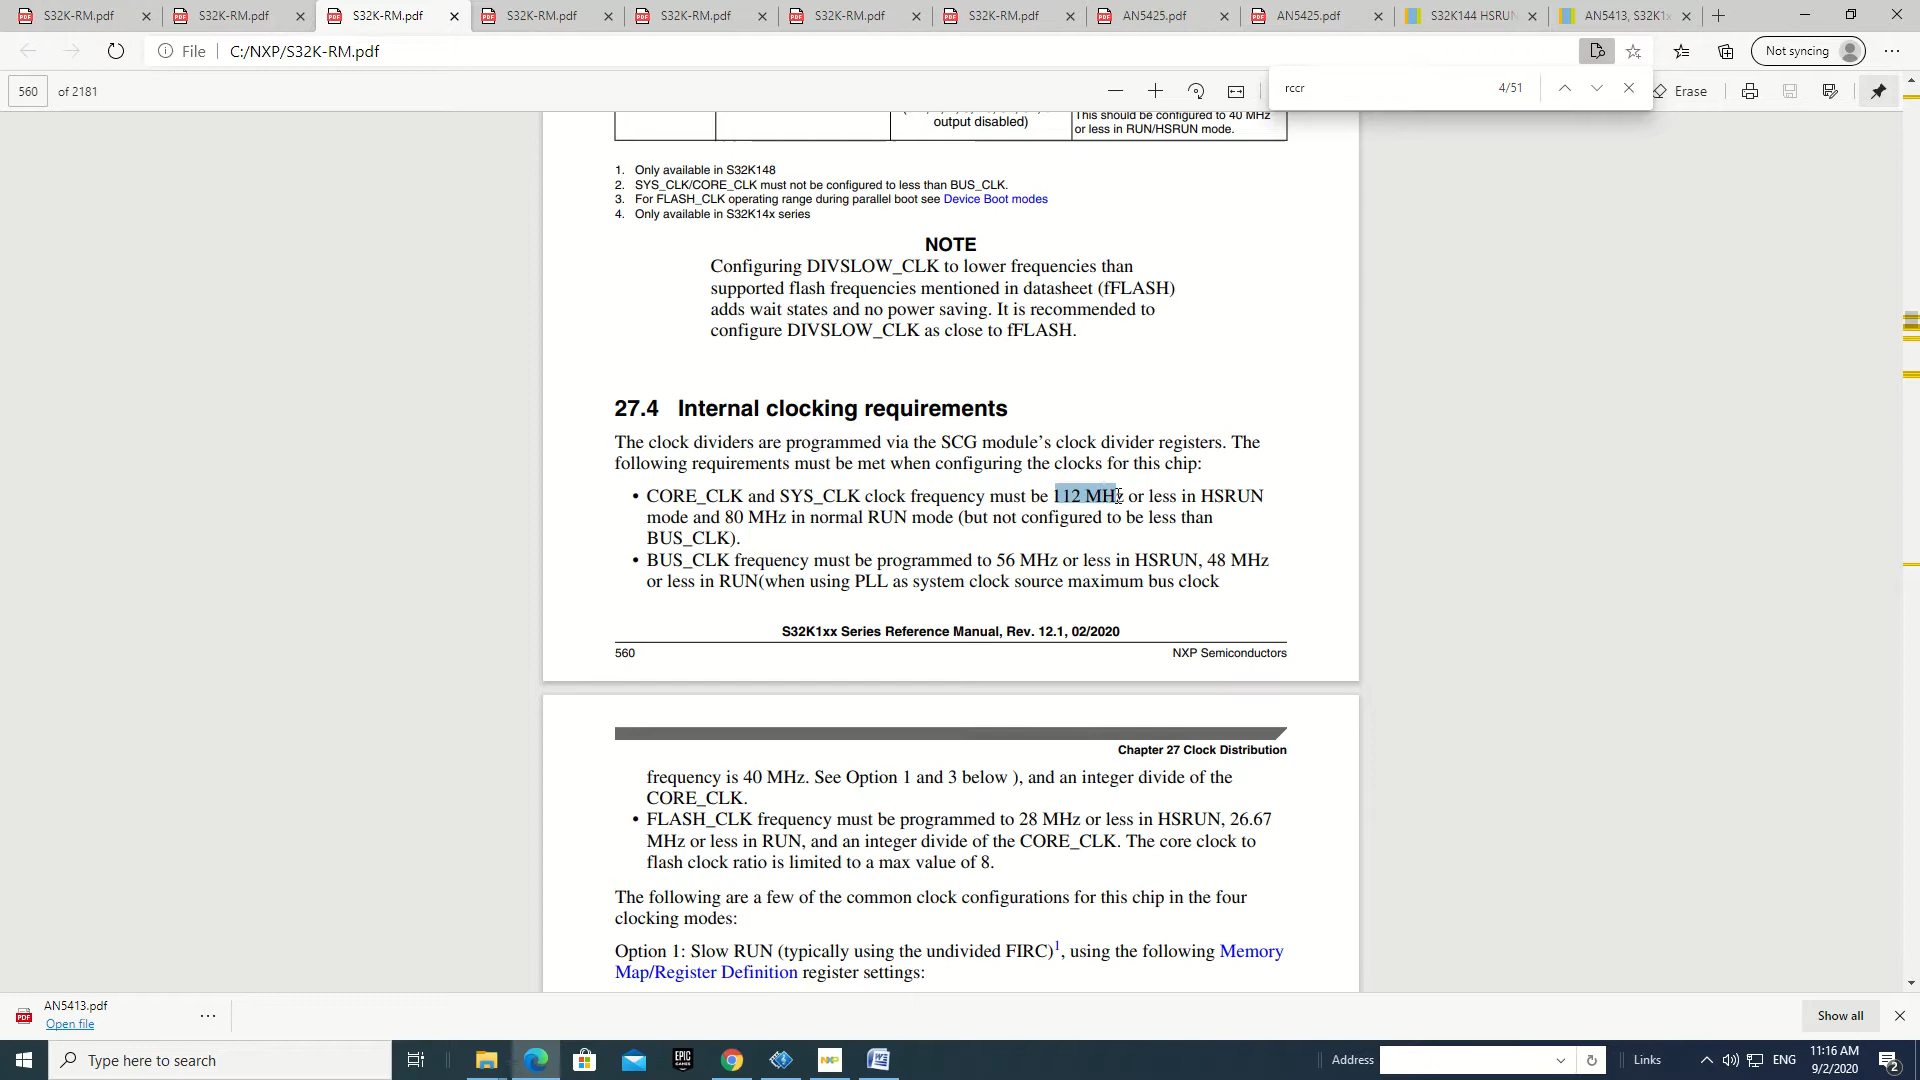 S32K-RM.pdf
S32K-RM.pdf
S32K-RM.pdf
S32K-RM.pdf
S32K-RM.pdf
S32K-RM.pdf
S32K-RM.pdf
AN5425.pdf
AN5425.pdf
S32K144 HSRUN
AN5413, S32K1x
File
C:/NXP/S32K-RM.pdf
Not syncing
560 of 2181
rccr 4/51
Erase
output disabled)
This should be configured to 40 MHz
or less in RUN/HSRUN mode.
1. Only available in S32K148
2. SYS_CLK/CORE_CLK must not be configured to less than BUS_CLK.
3. For FLASH_CLK operating range during parallel boot see Device Boot modes
4. Only available in S32K14x series
NOTE
Configuring DIVSLOW_CLK to lower frequencies than
supported flash frequencies mentioned in datasheet (fFLASH)
adds wait states and no power saving. It is recommended to
configure DIVSLOW_CLK as close to fFLASH.
27.4 Internal clocking requirements
The clock dividers are programmed via the SCG module's clock divider registers. The
following requirements must be met when configuring the clocks for this chip:
• CORE_CLK and SYS_CLK clock frequency must be 112 MHz or less in HSRUN
mode and 80 MHz in normal RUN mode (but not configured to be less than
BUS_CLK).
• BUS_CLK frequency must be programmed to 56 MHz or less in HSRUN, 48 MHz
or less in RUN(when using PLL as system clock source maximum bus clock
S32K1xx Series Reference Manual, Rev. 12.1, 02/2020
560 NXP Semiconductors
Chapter 27 Clock Distribution
frequency is 40 MHz. See Option 1 and 3 below ), and an integer divide of the
CORE_CLK.
• FLASH_CLK frequency must be programmed to 28 MHz or less in HSRUN, 26.67
MHz or less in RUN, and an integer divide of the CORE_CLK. The core clock to
flash clock ratio is limited to a max value of 8.
The following are a few of the common clock configurations for this chip in the four
clocking modes:
Option 1: Slow RUN (typically using the undivided FIRC)1, using the following Memory
Map/Register Definition register settings:
AN5413.pdf
Open file
Show all
Type here to search
EPIC GAMES
NXP
Address
Links
ENG
11:16 AM
9/2/2020
2